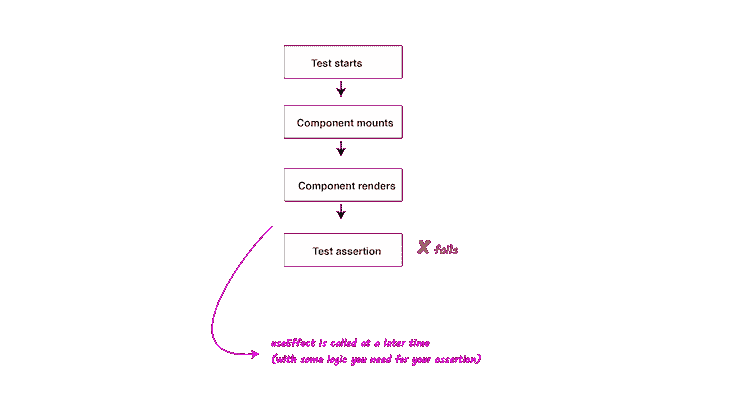 Test starts
Component mounts
Component renders
Test assertion
X fails
useEffect is called at a later time
(with some logic you need for your assertion)